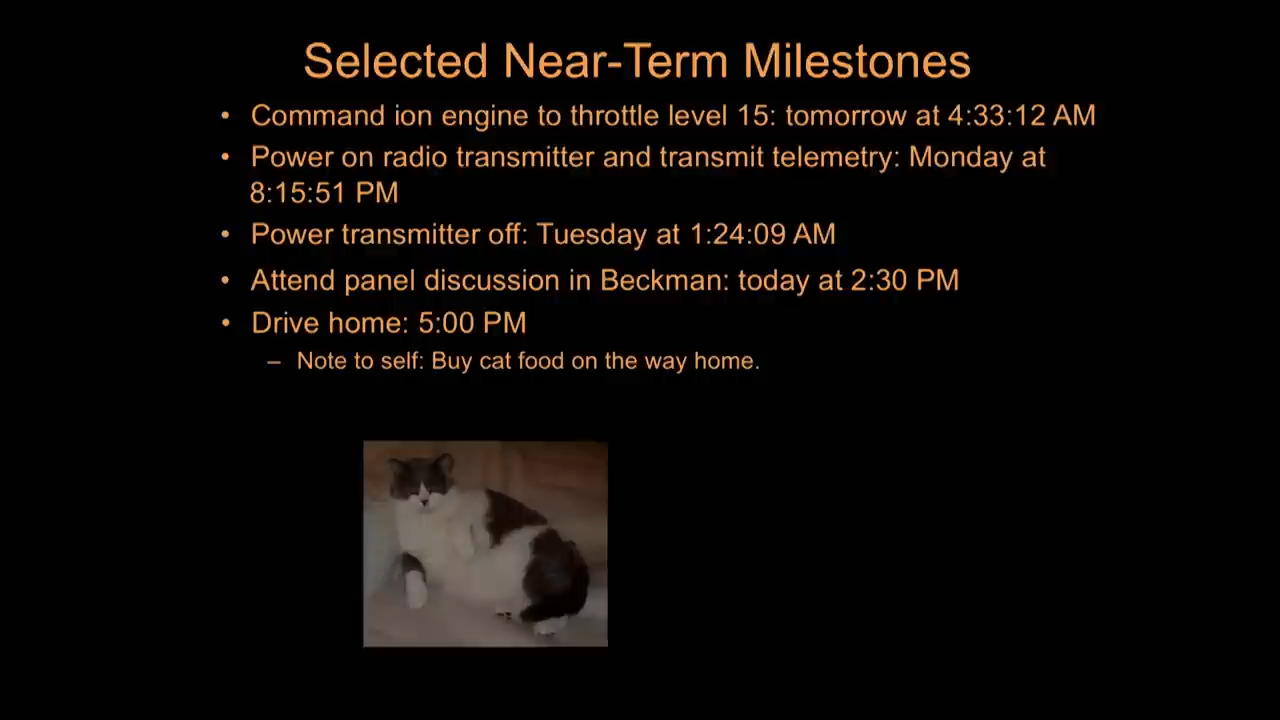 Selected Near-Term Milestones
• Command ion engine to throttle level 15: tomorrow at 4:33:12 AM
• Power on radio transmitter and transmit telemetry: Monday at
8:15:51 PM
• Power transmitter off: Tuesday at 1:24:09 AM
• Attend panel discussion in Beckman: today at 2:30 PM
• Drive home: 5:00 PM
– Note to self: Buy cat food on the way home.